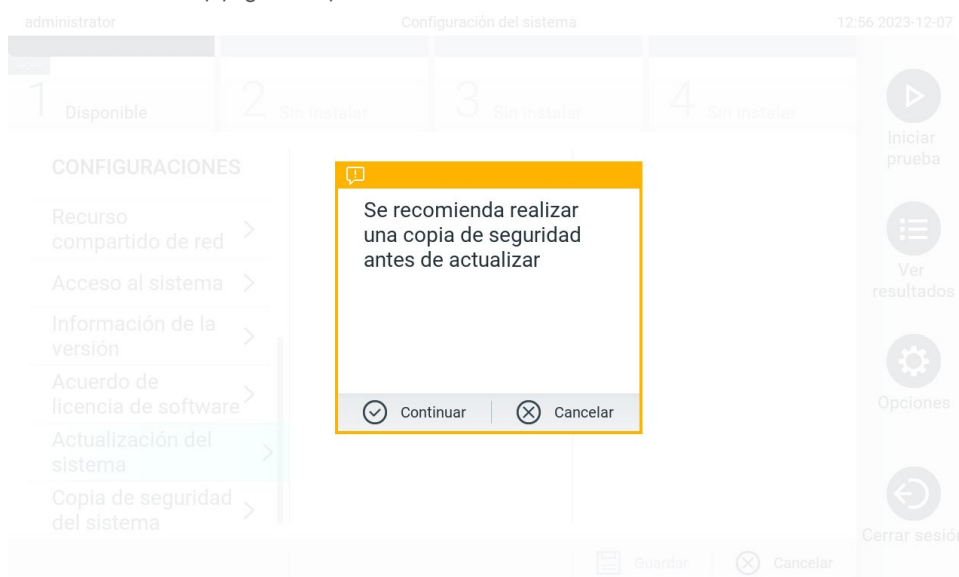 administrator
Configuración del sistema
12:56 2023-12-07
1 Disponible
2 Sin instalar
3 Sin instalar
4 Sin instalar
CONFIGURACIONES
Recurso
compartido de red
Acceso al sistema
Información de la
versión
Acuerdo de
licencia de software
Actualización del
sistema
Copia de seguridad
del sistema
Se recomienda realizar
una copia de seguridad
antes de actualizar
Continuar
Cancelar
Iniciar
prueba
Ver
resultados
Opciones
Cerrar sesión
Guardar
Cancelar